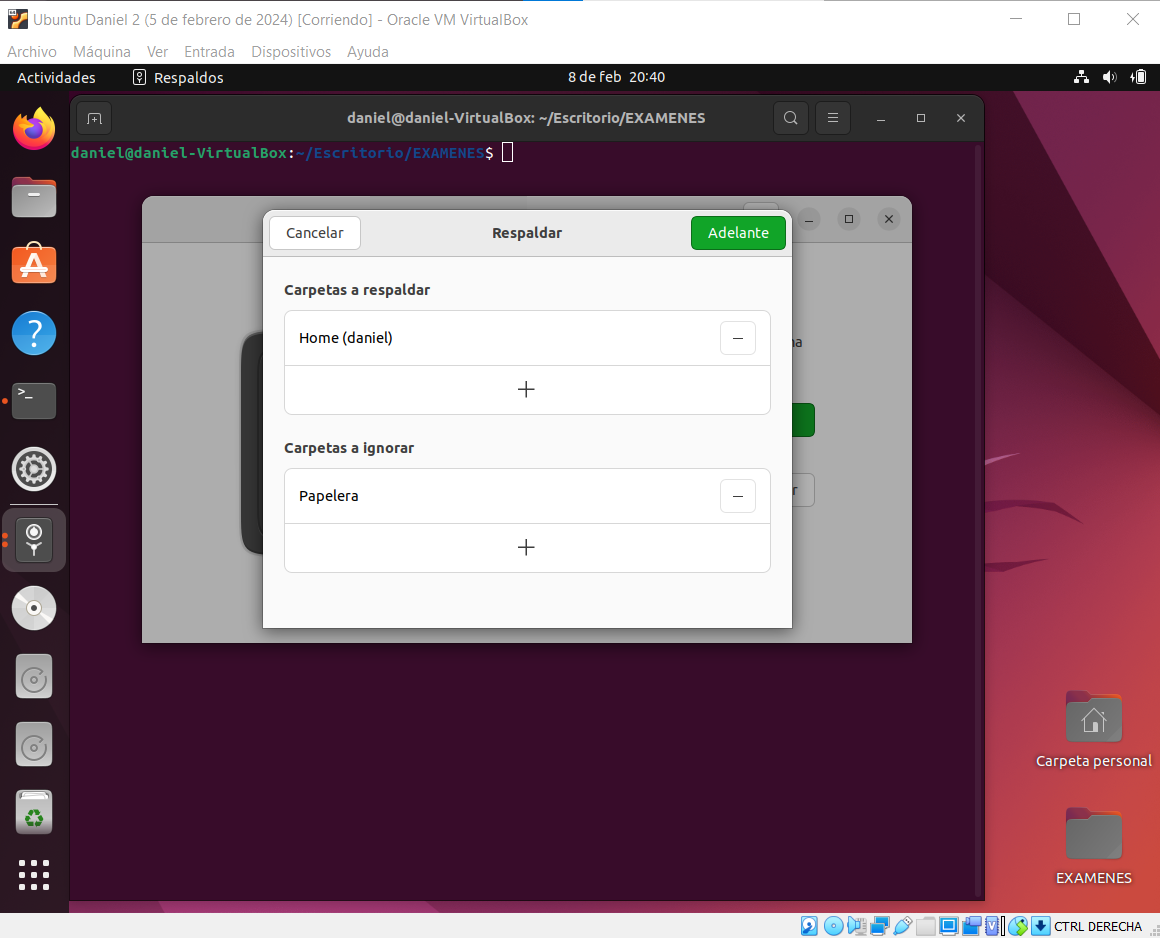 Ubuntu Daniel 2 (5 de febrero de 2024) [Corriendo] - Oracle VM VirtualBox
Archivo Máquina Ver Entrada Dispositivos Ayuda
Actividades Respaldos 8 de feb 20:40
daniel@daniel-VirtualBox: ~/Escritorio/EXAMENES
daniel@daniel-VirtualBox:~/Escritorio/EXAMENES$
Cancelar Respaldar Adelante
Carpetas a respaldar
Home (daniel)
Carpetas a ignorar
Papelera
Carpeta personal
EXAMENES
CTRL DERECHA